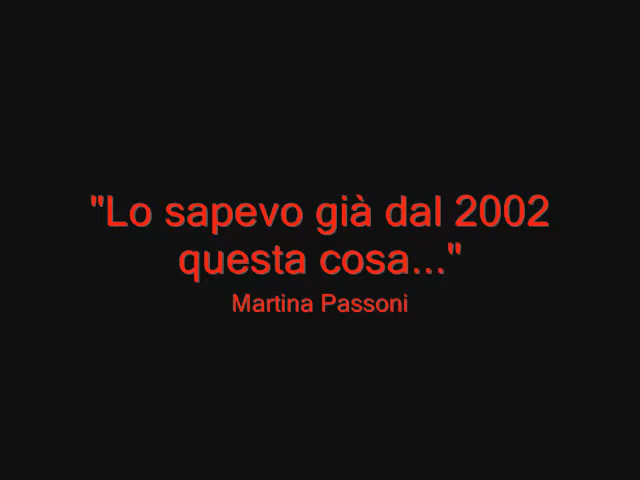 "Lo sapevo già dal 2002
questa cosa..."
Martina Passoni